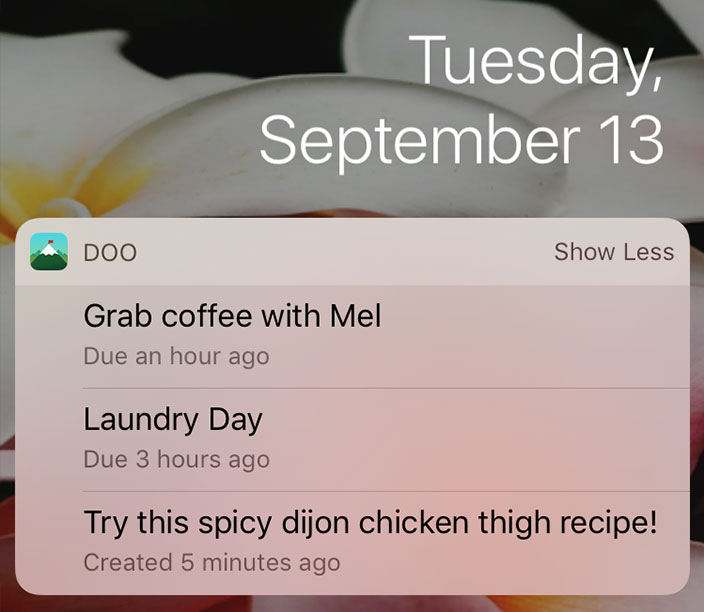 Tuesday,
September 13
DOO
Show Less
Grab coffee with Mel
Due an hour ago
Laundry Day
Due 3 hours ago
Try this spicy dijon chicken thigh recipe!
Created 5 minutes ago